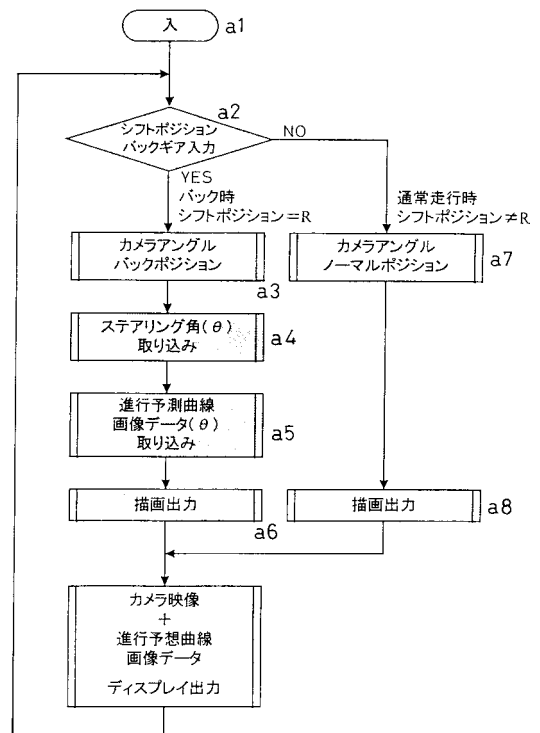 入
a1
a2
シフトポジション
バックギア入力
NO
YES
バック時
シフトポジション=R
通常走行時
シフトポジション≠R
カメラアングル
バックポジション
a3
カメラアングル
ノーマルポジション
a7
ステアリング角(θ)
取り込み
a4
進行予測曲線
画像データ(θ)
取り込み
a5
描画出力
a6
描画出力
a8
カメラ映像
+
進行予想曲線
画像データ
ディスプレイ出力